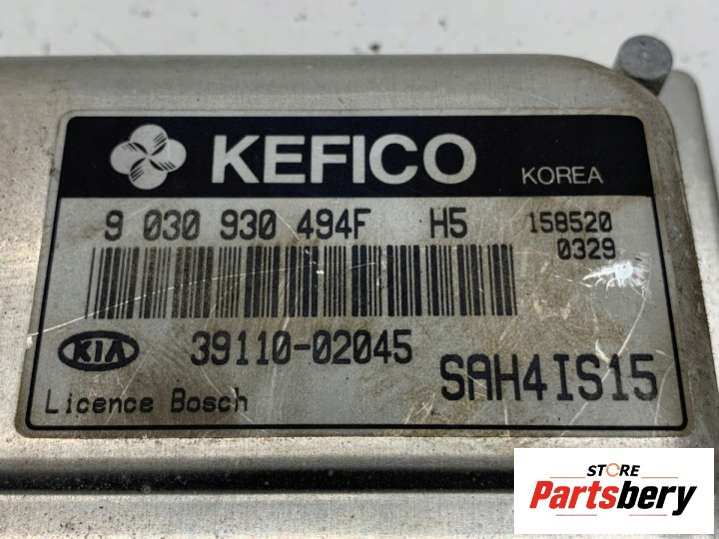 KEFICO KOREA
9 030 930 494F H5 158520
0329
KIA 39110-02045 SAH4IS15
Licence Bosch
STORE
Partsbery